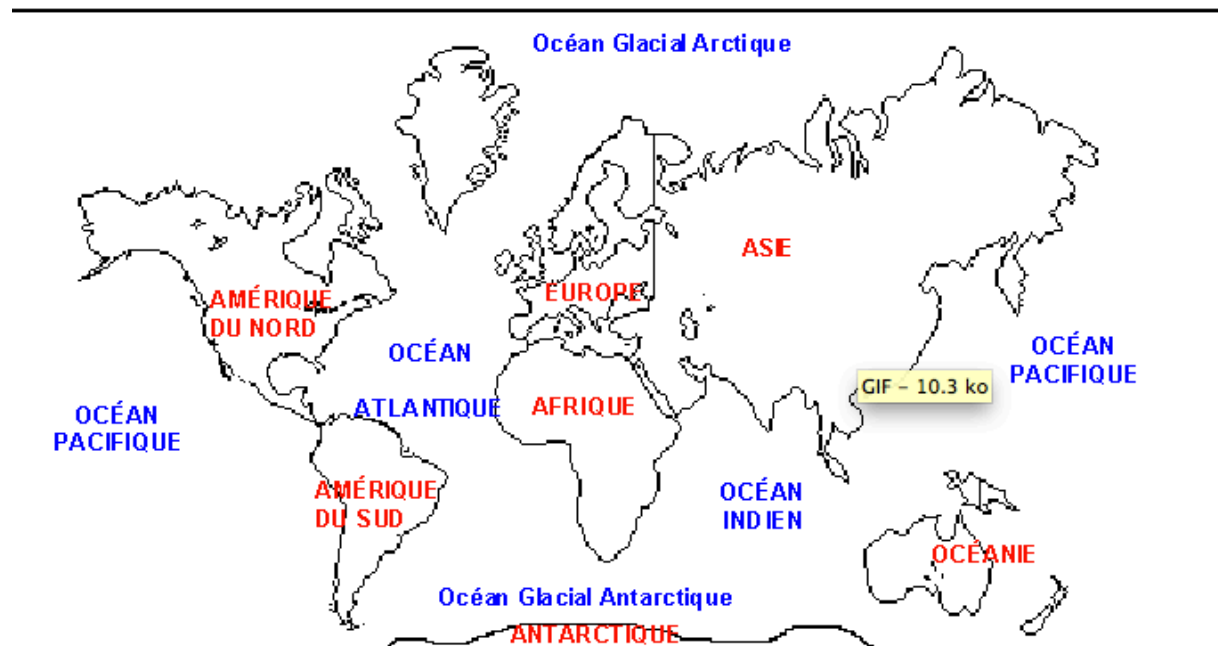 Océan Glacial Arctique
ASIE
AMÉRIQUE
DU NORD
EUROPE
OCÉAN
OCÉAN
PACIFIQUE
GIF – 10.3 ko
OCÉAN
PACIFIQUE
ATLANTIQUE
AFRIQUE
AMÉRIQUE
DU SUD
OCÉAN
INDIEN
OCÉANIE
Océan Glacial Antarctique
ANTARCTIQUE